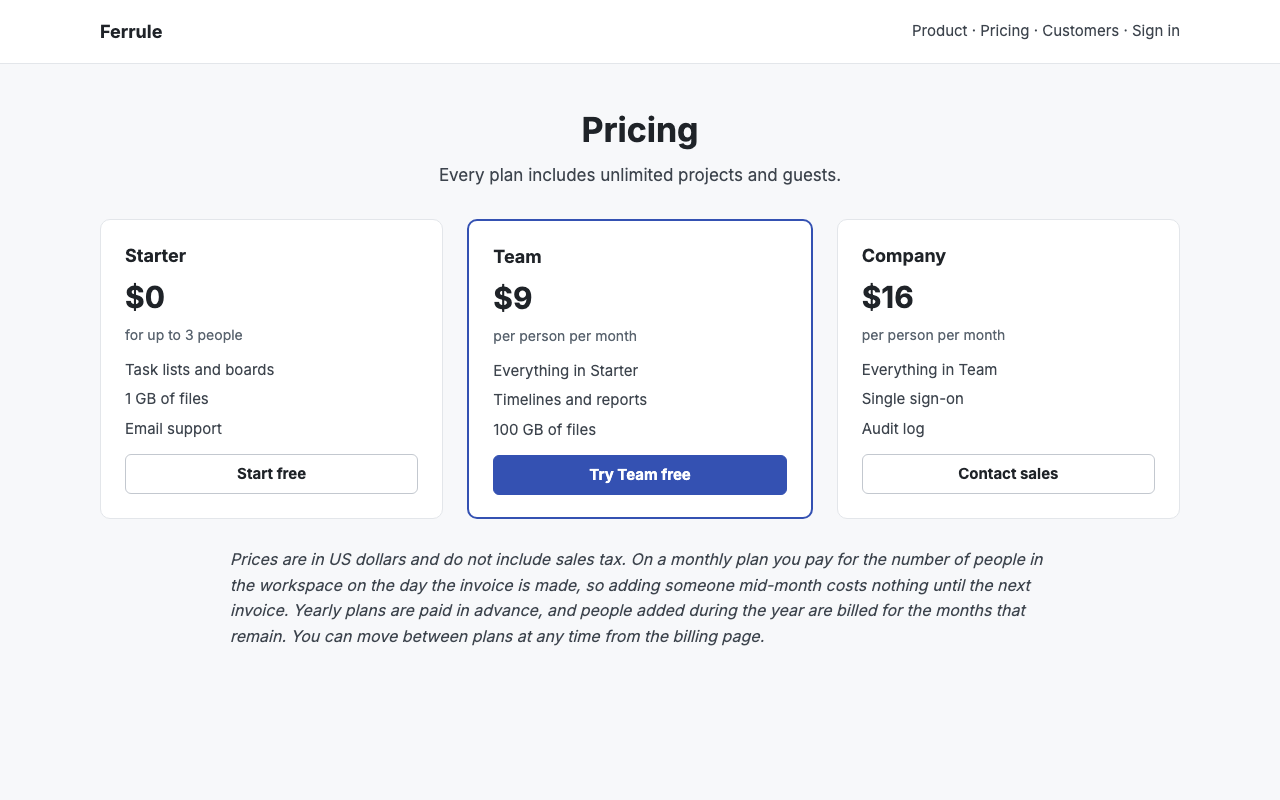 Ferrule
Product · Pricing · Customers · Sign in
Pricing
Every plan includes unlimited projects and guests.
Starter
$0
for up to 3 people
Task lists and boards
1 GB of files
Email support
Start free
Team
$9
per person per month
Everything in Starter
Timelines and reports
100 GB of files
Try Team free
Company
$16
per person per month
Everything in Team
Single sign-on
Audit log
Contact sales
Prices are in US dollars and do not include sales tax. On a monthly plan you pay for the number of people in
the workspace on the day the invoice is made, so adding someone mid-month costs nothing until the next
invoice. Yearly plans are paid in advance, and people added during the year are billed for the months that
remain. You can move between plans at any time from the billing page.